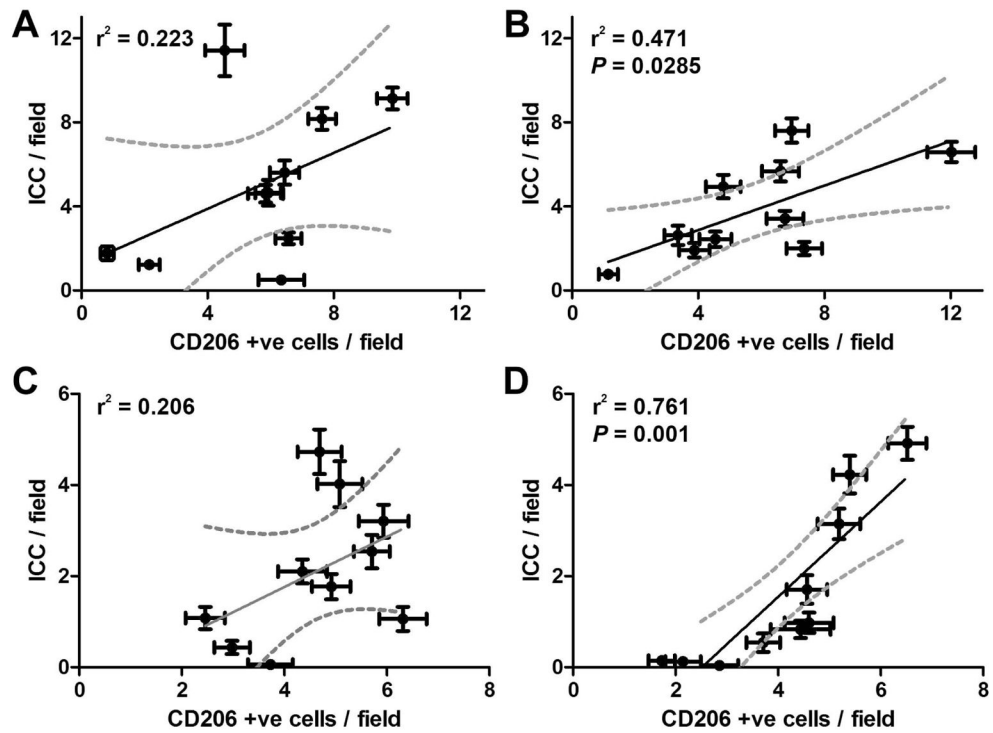 A
r² = 0.223
12
8
4
0
ICC / field
0 4 8 12
CD206 +ve cells / field
B
r² = 0.471
P = 0.0285
12
8
4
0
ICC / field
0 4 8 12
CD206 +ve cells / field
C
r² = 0.206
6
4
2
0
ICC / field
0 2 4 6 8
CD206 +ve cells / field
D
r² = 0.761
P = 0.001
6
4
2
0
ICC / field
0 2 4 6 8
CD206 +ve cells / field